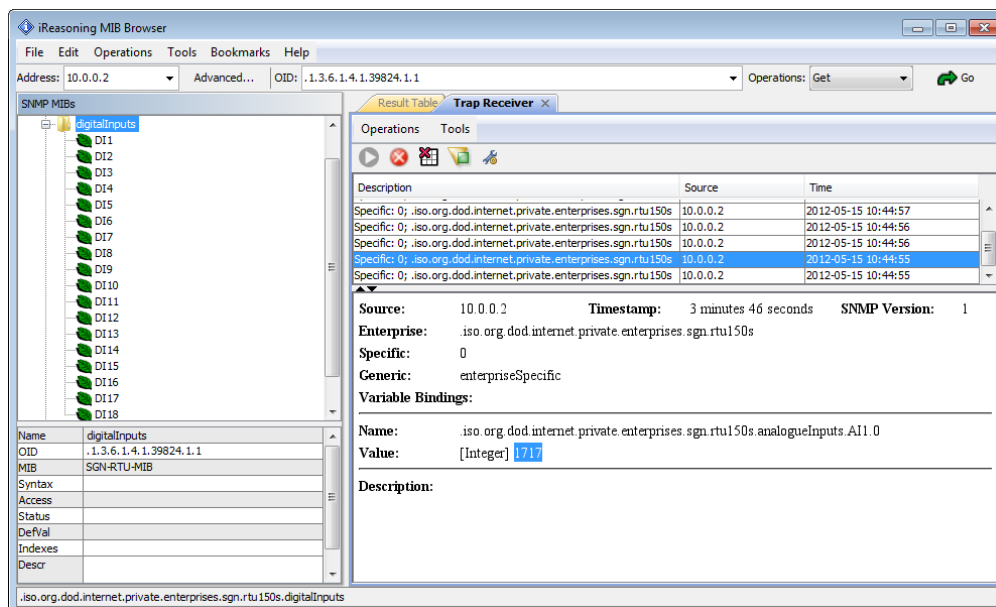 iReasoning MIB Browser
File Edit Operations Tools Bookmarks Help
Address: 10.0.0.2 Advanced... OID: .1.3.6.1.4.1.39824.1.1 Operations: Get Go
SNMP MIBs
digitalInputs
DI1
DI2
DI3
DI4
DI5
DI6
DI7
DI8
DI9
DI10
DI11
DI12
DI13
DI14
DI15
DI16
DI17
DI18
Name digitalInputs
OID .1.3.6.1.4.1.39824.1.1
MIB SGN-RTU-MIB
Syntax
Access
Status
DefVal
Indexes
Descr
Result Table Trap Receiver
Operations Tools
Description Source Time
Specific: 0; .iso.org.dod.internet.private.enterprises.sgn.rtu150s 10.0.0.2 2012-05-15 10:44:57
Specific: 0; .iso.org.dod.internet.private.enterprises.sgn.rtu150s 10.0.0.2 2012-05-15 10:44:56
Specific: 0; .iso.org.dod.internet.private.enterprises.sgn.rtu150s 10.0.0.2 2012-05-15 10:44:56
Specific: 0; .iso.org.dod.internet.private.enterprises.sgn.rtu150s 10.0.0.2 2012-05-15 10:44:55
Specific: 0; .iso.org.dod.internet.private.enterprises.sgn.rtu150s 10.0.0.2 2012-05-15 10:44:55
Source: 10.0.0.2 Timestamp: 3 minutes 46 seconds SNMP Version: 1
Enterprise: .iso.org.dod.internet.private.enterprises.sgn.rtu150s
Specific: 0
Generic: enterpriseSpecific
Variable Bindings:
Name: .iso.org.dod.internet.private.enterprises.sgn.rtu150s.analogueInputs.AI1.0
Value: [Integer] 1717
Description:
.iso.org.dod.internet.private.enterprises.sgn.rtu150s.digitalInputs